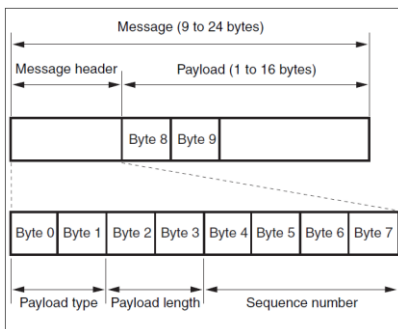 Message (9 to 24 bytes)
Message header Payload (1 to 16 bytes)
Byte 8 Byte 9
Byte 0 Byte 1 Byte 2 Byte 3 Byte 4 Byte 5 Byte 6 Byte 7
Payload type Payload length Sequence number